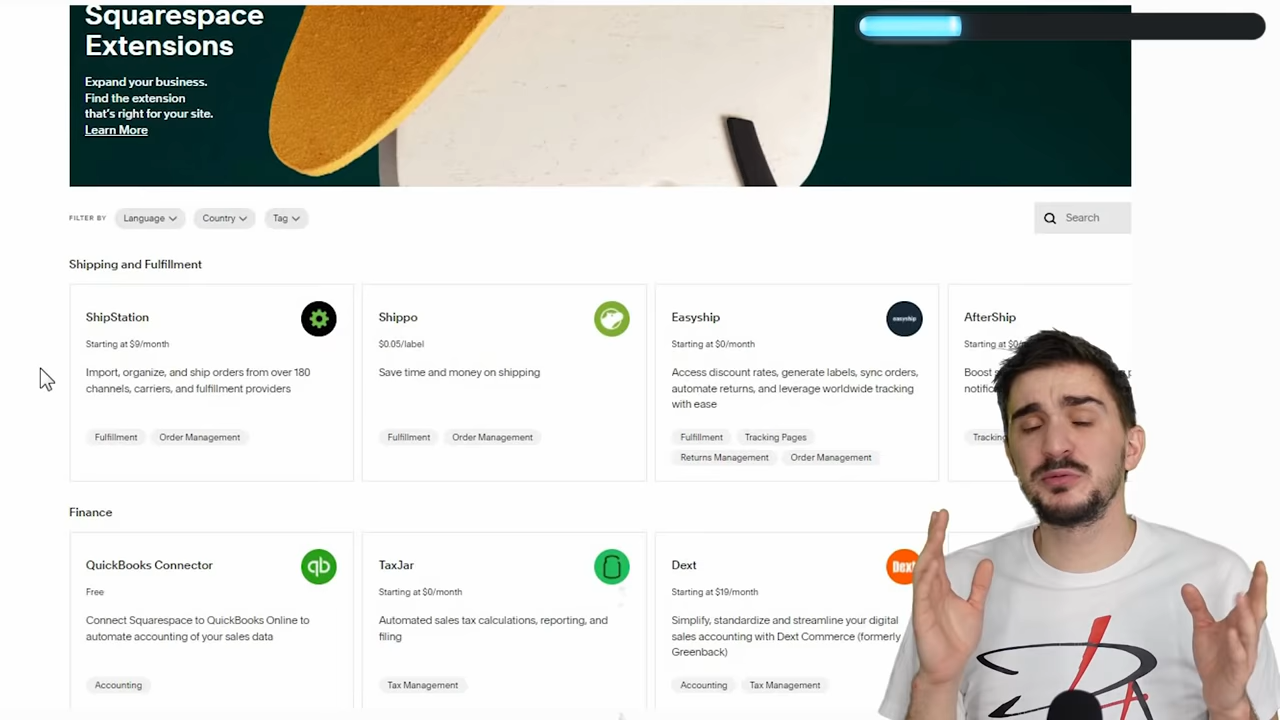 Squarespace
Extensions
Expand your business.
Find the extension
that's right for your site.
Learn More
FILTER BY
Language
Country
Tag
Search
Shipping and Fulfillment
ShipStation
Starting at $9/month
Import, organize, and ship orders from over 180
channels, carriers, and fulfillment providers
Fulfillment
Order Management
Shippo
$0.05/label
Save time and money on shipping
Fulfillment
Order Management
Easyship
easyship
Starting at $0/month
Access discount rates, generate labels, sync orders,
automate returns, and leverage worldwide tracking
with ease
Fulfillment
Tracking Pages
Returns Management
Order Management
AfterShip
Starting at
Boost
Finance
QuickBooks Connector
qb
Free
Connect Squarespace to QuickBooks Online to
automate accounting of your sales data
Accounting
TaxJar
Starting at $0/month
Automated sales tax calculations, reporting, and
filing
Tax Management
Dext
Dext
Starting at $19/month
Simplify, standardize and streamline your digital
sales accounting with Dext Commerce (formerly
Greenback)
Accounting
Tax Management